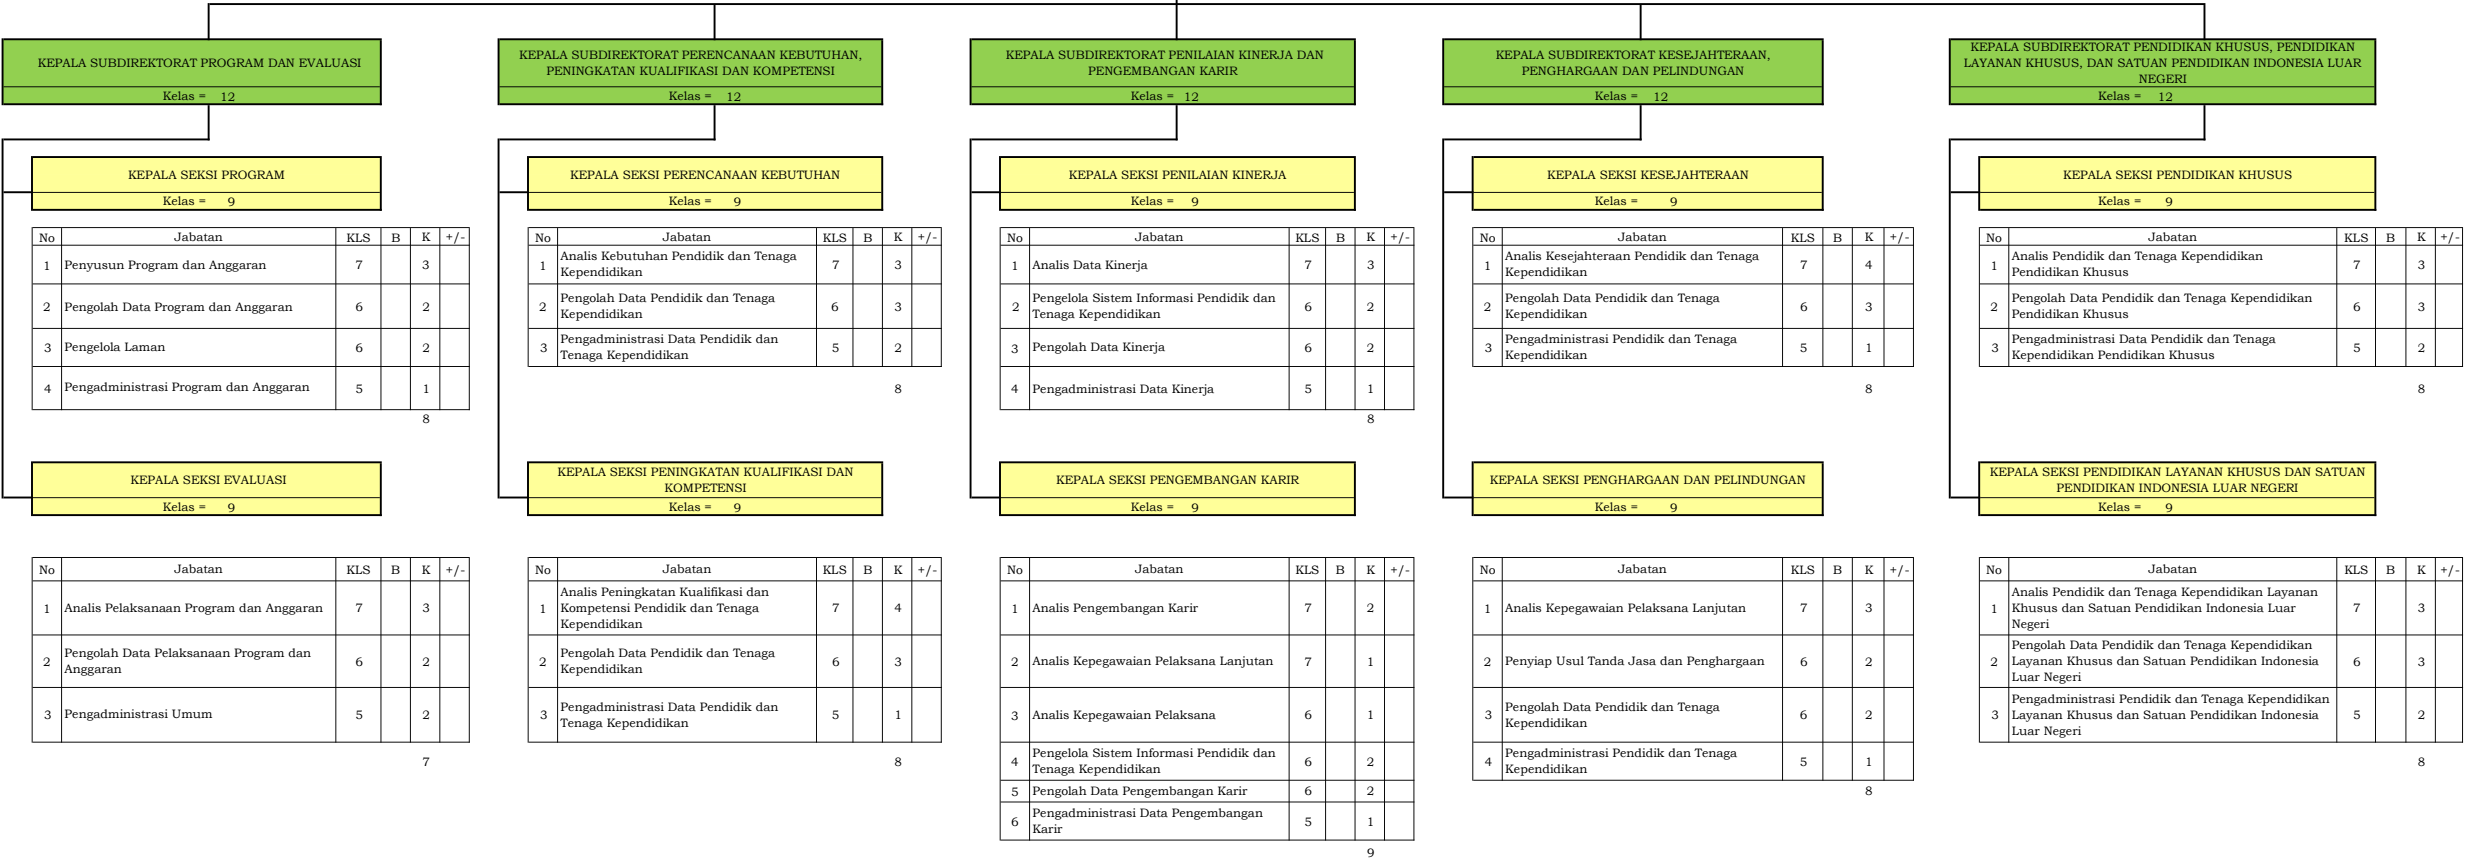 KEPALA SUBDIREKTORAT PROGRAM DAN EVALUASI
Kelas = 12
KEPALA SEKSI PROGRAM
Kelas = 9
No Jabatan KLS B K +/-
1 Penyusun Program dan Anggaran 7 3
2 Pengolah Data Program dan Anggaran 6 2
3 Pengelola Laman 6 2
4 Pengadministrasi Program dan Anggaran 5 1
8
KEPALA SEKSI EVALUASI
Kelas = 9
No Jabatan KLS B K +/-
1 Analis Pelaksanaan Program dan Anggaran 7 3
2 Pengolah Data Pelaksanaan Program dan
Anggaran 6 2
3 Pengadministrasi Umum 5 2
7
KEPALA SUBDIREKTORAT PERENCANAAN KEBUTUHAN,
PENINGKATAN KUALIFIKASI DAN KOMPETENSI
Kelas = 12
KEPALA SEKSI PERENCANAAN KEBUTUHAN
Kelas = 9
No Jabatan KLS B K +/-
1 Analis Kebutuhan Pendidik dan Tenaga
Kependidikan 7 3
2 Pengolah Data Pendidik dan Tenaga
Kependidikan 6 3
3 Pengadministrasi Data Pendidik dan
Tenaga Kependidikan 5 2
8
KEPALA SEKSI PENINGKATAN KUALIFIKASI DAN
KOMPETENSI
Kelas = 9
No Jabatan KLS B K +/-
Analis Peningkatan Kualifikasi dan
1 Kompetensi Pendidik dan Tenaga 7 4
Kependidikan
2 Pengolah Data Pendidik dan Tenaga
Kependidikan 6 3
3 Pengadministrasi Data Pendidik dan
Tenaga Kependidikan 5 1
8
KEPALA SUBDIREKTORAT PENILAIAN KINERJA DAN
PENGEMBANGAN KARIR
Kelas = 12
KEPALA SEKSI PENILAIAN KINERJA
Kelas = 9
No Jabatan KLS B K +/-
1 Analis Data Kinerja 7 3
2 Pengelola Sistem Informasi Pendidik dan
Tenaga Kependidikan 6 2
3 Pengolah Data Kinerja 6 2
4 Pengadministrasi Data Kinerja 5 1
8
KEPALA SEKSI PENGEMBANGAN KARIR
Kelas = 9
No Jabatan KLS B K +/-
1 Analis Pengembangan Karir 7 2
2 Analis Kepegawaian Pelaksana Lanjutan 7 1
3 Analis Kepegawaian Pelaksana 6 1
4 Pengelola Sistem Informasi Pendidik dan
Tenaga Kependidikan 6 2
5 Pengolah Data Pengembangan Karir 6 2
6 Pengadministrasi Data Pengembangan
Karir 5 1
9
KEPALA SUBDIREKTORAT KESEJAHTERAAN,
PENGHARGAAN DAN PELINDUNGAN
Kelas = 12
KEPALA SEKSI KESEJAHTERAAN
Kelas = 9
No Jabatan KLS B K +/-
1 Analis Kesejahteraan Pendidik dan Tenaga
Kependidikan 7 4
2 Pengolah Data Pendidik dan Tenaga
Kependidikan 6 3
3 Pengadministrasi Pendidik dan Tenaga
Kependidikan 5 1
8
KEPALA SEKSI PENGHARGAAN DAN PELINDUNGAN
Kelas = 9
No Jabatan KLS B K +/-
1 Analis Kepegawaian Pelaksana Lanjutan 7 3
2 Penyiap Usul Tanda Jasa dan Penghargaan 6 2
3 Pengolah Data Pendidik dan Tenaga
Kependidikan 6 2
4 Pengadministrasi Pendidik dan Tenaga
Kependidikan 5 1
8
KEPALA SUBDIREKTORAT PENDIDIKAN KHUSUS, PENDIDIKAN
LAYANAN KHUSUS, DAN SATUAN PENDIDIKAN INDONESIA LUAR
NEGERI
Kelas = 12
KEPALA SEKSI PENDIDIKAN KHUSUS
Kelas = 9
No Jabatan KLS B K +/-
1 Analis Pendidik dan Tenaga Kependidikan
Pendidikan Khusus 7 3
2 Pengolah Data Pendidik dan Tenaga Kependidikan
Pendidikan Khusus 6 3
3 Pengadministrasi Data Pendidik dan Tenaga
Kependidikan Pendidikan Khusus 5 2
8
KEPALA SEKSI PENDIDIKAN LAYANAN KHUSUS DAN SATUAN
PENDIDIKAN INDONESIA LUAR NEGERI
Kelas = 9
No Jabatan KLS B K +/-
Analis Pendidik dan Tenaga Kependidikan Layanan
1 Khusus dan Satuan Pendidikan Indonesia Luar 7 3
Negeri
Pengolah Data Pendidik dan Tenaga Kependidikan
2 Layanan Khusus dan Satuan Pendidikan Indonesia 6 3
Luar Negeri
Pengadministrasi Pendidik dan Tenaga Kependidikan
3 Layanan Khusus dan Satuan Pendidikan Indonesia 5 2
Luar Negeri
8